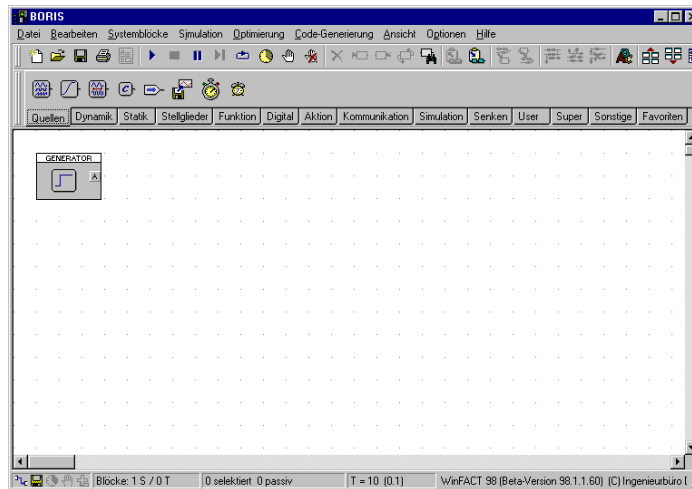 BORIS
Datei Bearbeiten Systemblöcke Simulation Optimierung Code-Generierung Ansicht Optionen Hilfe
Quellen Dynamik Statik Stellglieder Funktion Digital Aktion Kommunikation Simulation Senken User Super Sonstige Favoriten
GENERATOR
A
Blöcke: 1 S / 0 T 0 selektiert 0 passiv T = 10 (0.1) WinFACT 98 (Beta-Version 98.1.1.60) (C) Ingenieurbüro